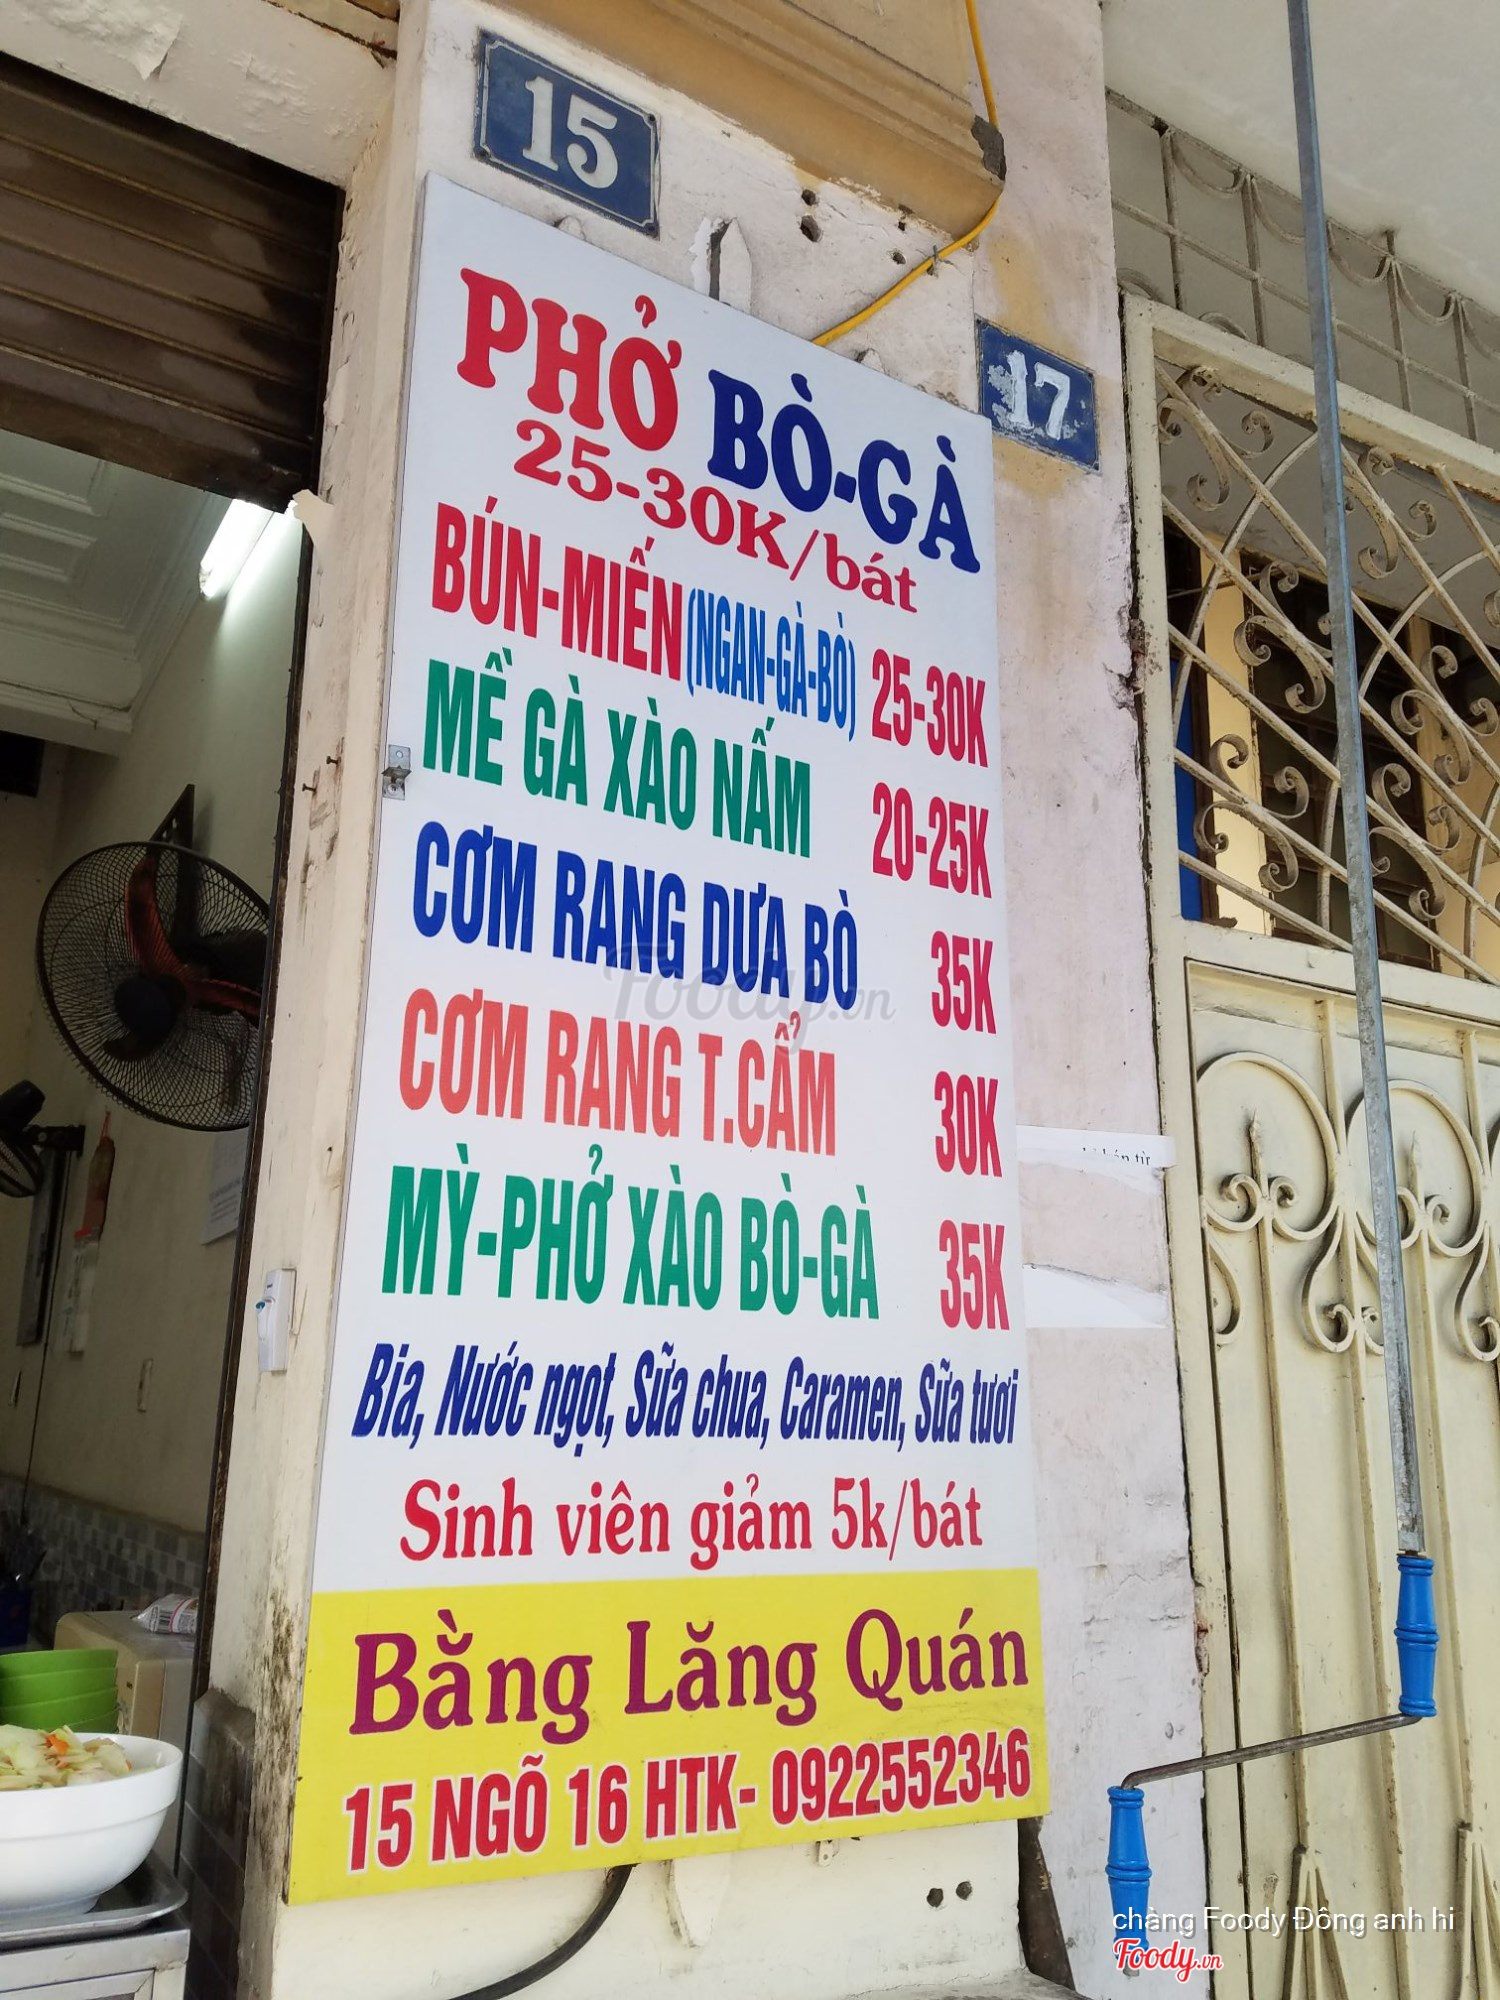 15
17
PHỞ BÒ-GÀ
25-30K/bát
BÚN-MIẾN (NGAN-GÀ-BÒ) 25-30K
MỀ GÀ XÀO NẤM 20-25K
CƠM RANG DƯA BÒ 35K
CƠM RANG T.CẨM 30K
MỲ-PHỞ XÀO BÒ-GÀ 35K
Bia, Nước ngọt, Sữa chua, Caramen, Sữa tươi
Sinh viên giảm 5k/bát
Bằng Lăng Quán
15 NGÕ 16 HTK- 0922552346
Foody.vn
chàng Foody Đông anh hi
Foody.vn